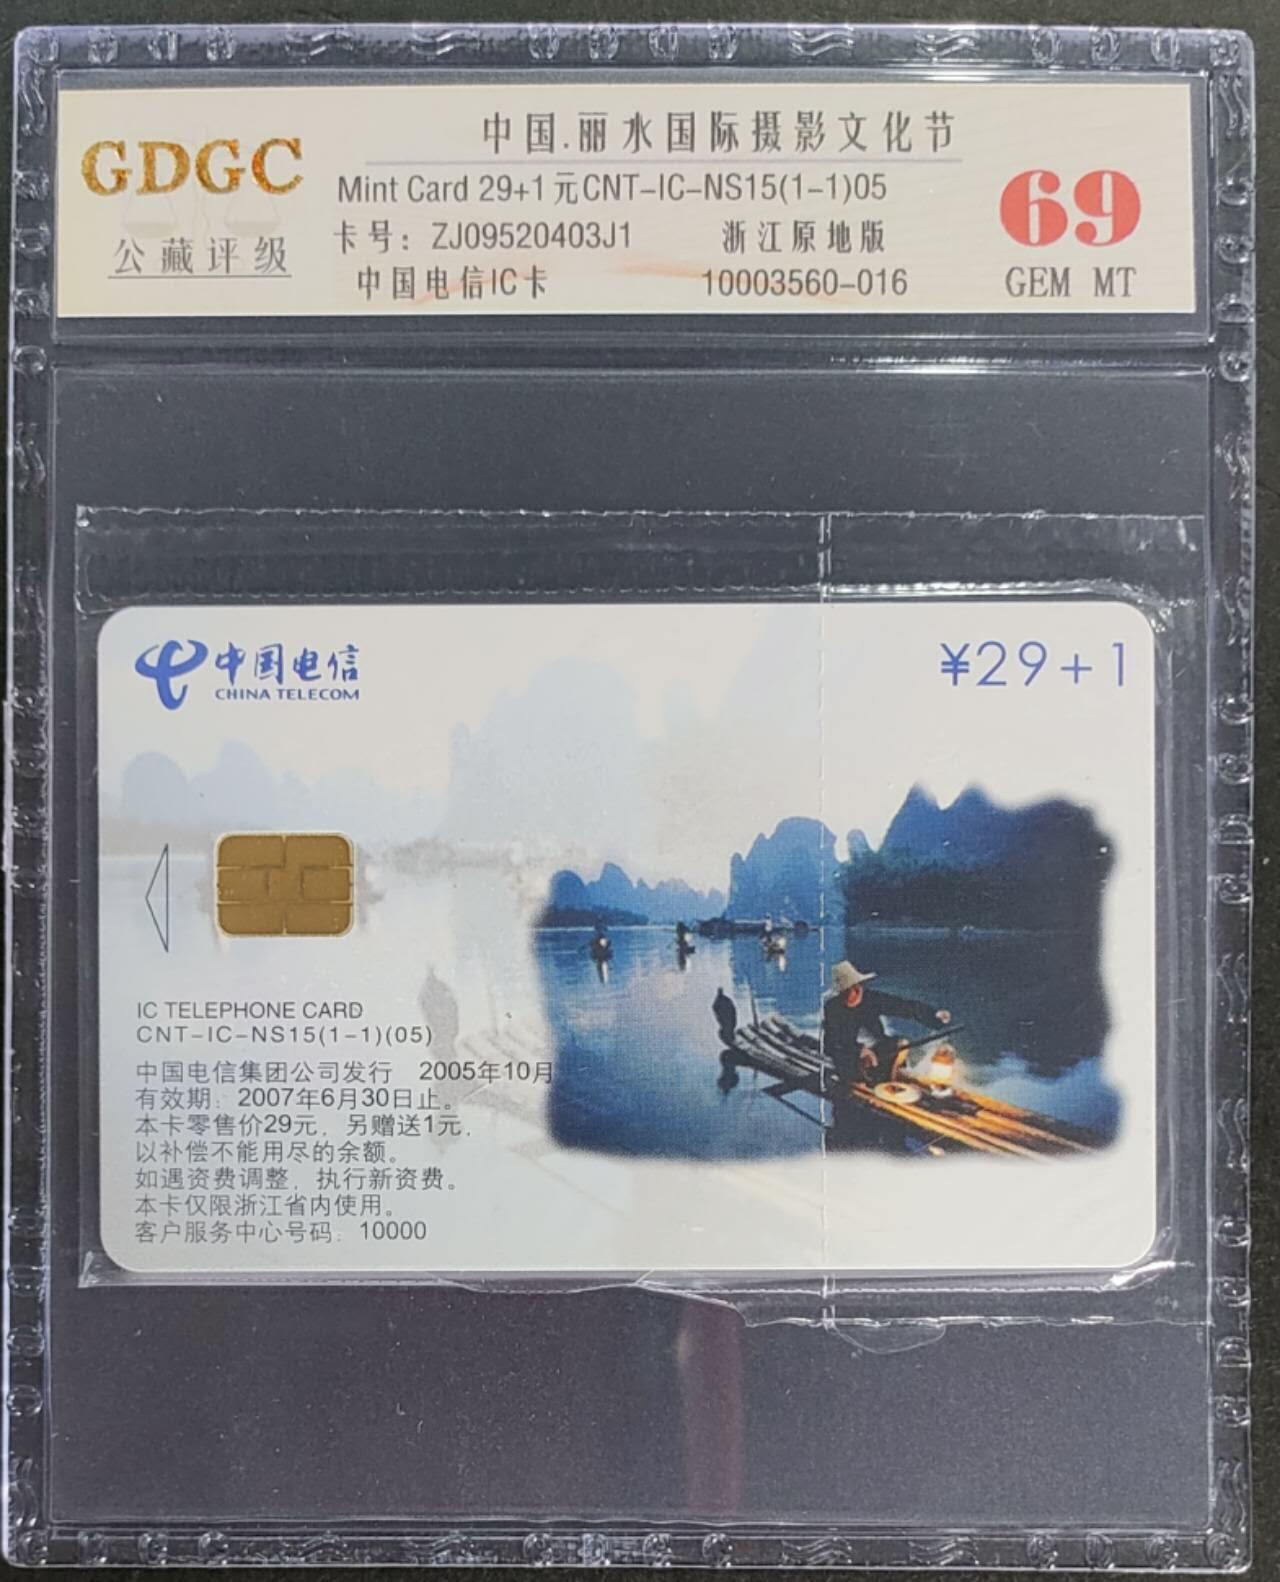 GDGC
公藏评级
中国.丽水国际摄影文化节
Mint Card 29+1 元CNT-IC-NS15(1-1)05
卡号： ZJ09520403J1 浙江原地版
中国电信IC卡 10003560-016
69
GEM MT
中国电信
CHINA TELECOM
¥29+1
IC TELEPHONE CARD
CNT-IC-NS15(1-1)(05)
中国电信集团公司发行 2005年10月
有效期：2007年6月30日止。
本卡零售价29元，另赠送1元，
以补偿不能用尽的余额。
如遇资费调整，执行新资费。
本卡仅限浙江省内使用。
客户服务中心号码：10000